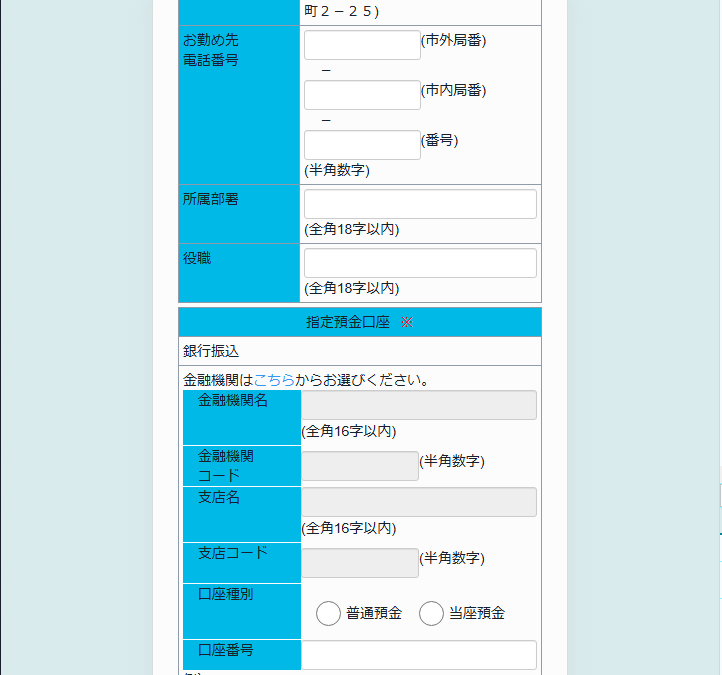 町２－２５)
お勤め先
電話番号
(市外局番)
－
(市内局番)
－
(番号)
(半角数字)
所属部署
(全角18字以内)
役職
(全角18字以内)
指定預金口座 ※
銀行振込
金融機関はこちらからお選びください。
金融機関名
(全角16字以内)
金融機関
コード
(半角数字)
支店名
(全角16字以内)
支店コード
(半角数字)
口座種別
普通預金 当座預金
口座番号